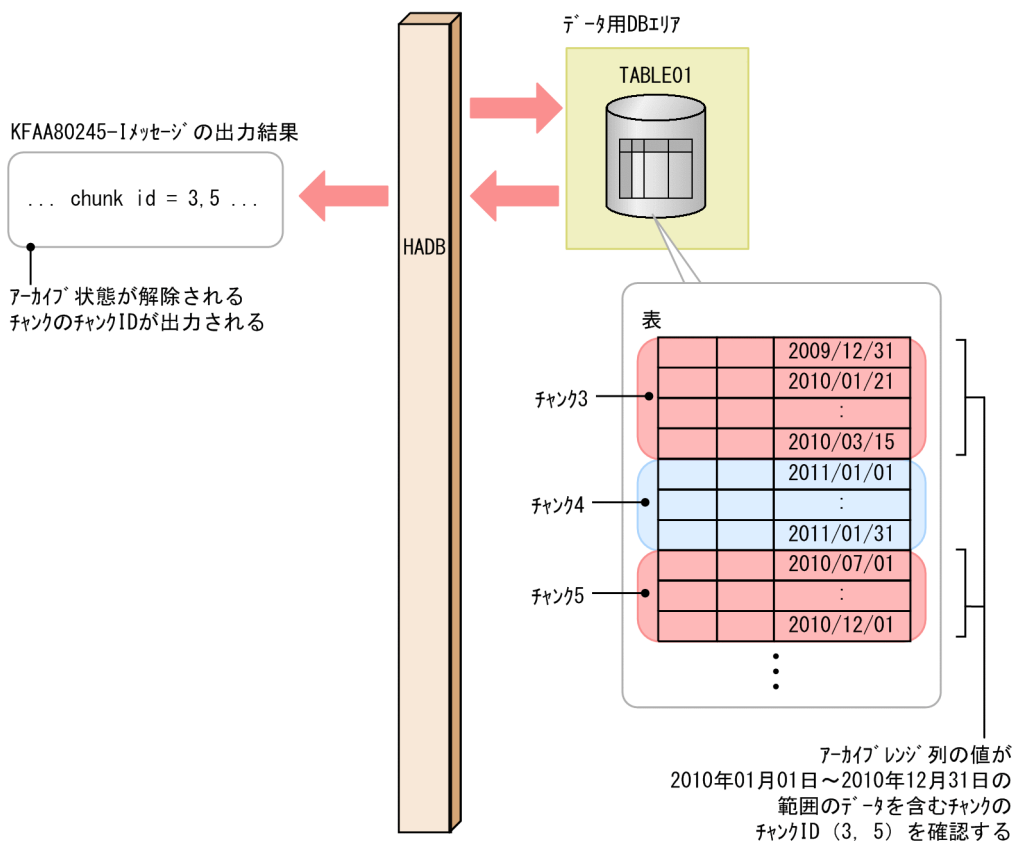 データ用DBエリア
TABLE01
KFAA80245-Iメッセージの出力結果
... chunk id = 3,5 ...
HADB
アーカイブ状態が解除される
チャンクのチャンクIDが出力される
表
2009/12/31
2010/01/21
:
2010/03/15
チャンク3
2011/01/01
:
2011/01/31
チャンク4
2010/07/01
:
2010/12/01
チャンク5
アーカイブレンジ列の値が
2010年01月01日～2010年12月31日の
範囲のデータを含むチャンクの
チャンクID（3, 5）を確認する